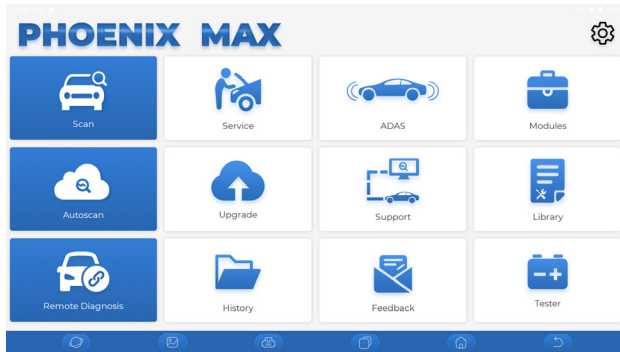 PHOENIX MAX
Scan
Service
ADAS
Modules
Autoscan
Upgrade
Support
Library
Remote Diagnosis
History
Feedback
Tester